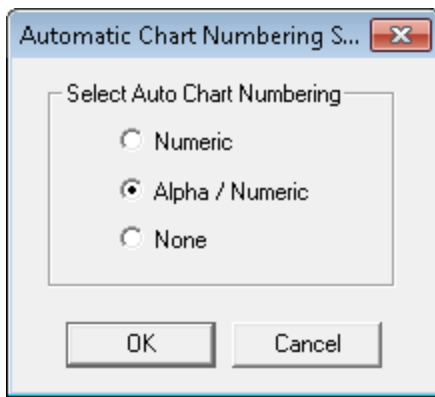 Automatic Chart Numbering S...
Select Auto Chart Numbering
Numeric
Alpha / Numeric
None
OK Cancel